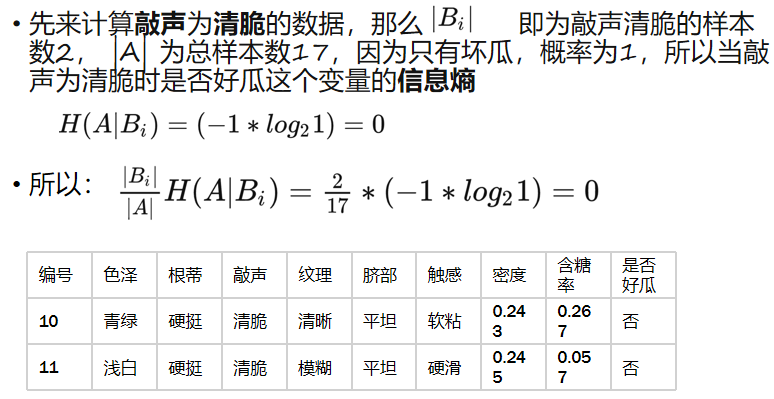 • 先来计算敲声为清脆的数据，那么 |B_i| 即为敲声清脆的样本
数2， |A| 为总样本数17，因为只有坏瓜，概率为1，所以当敲
声为清脆时是否好瓜这个变量的信息熵
H(A|B_i) = (−1 * log_2 1) = 0
• 所以： |B_i|/|A| H(A|B_i) = 2/17 * (−1 * log_2 1) = 0
编号 色泽 根蒂 敲声 纹理 脐部 触感 密度 含糖率 是否好瓜
10 青绿 硬挺 清脆 清晰 平坦 软粘 0.243 0.267 否
11 浅白 硬挺 清脆 模糊 平坦 硬滑 0.245 0.057 否